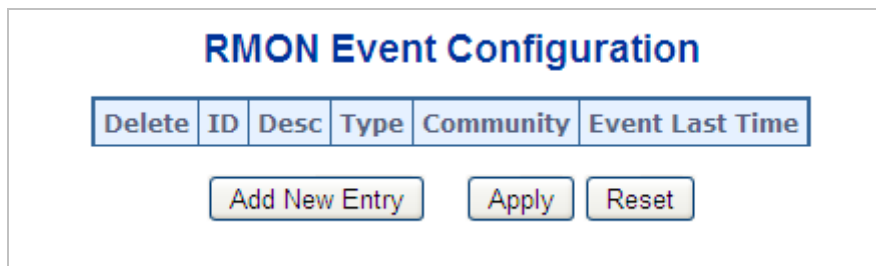 RMON Event Configuration
Delete ID Desc Type Community Event Last Time
Add New Entry Apply Reset